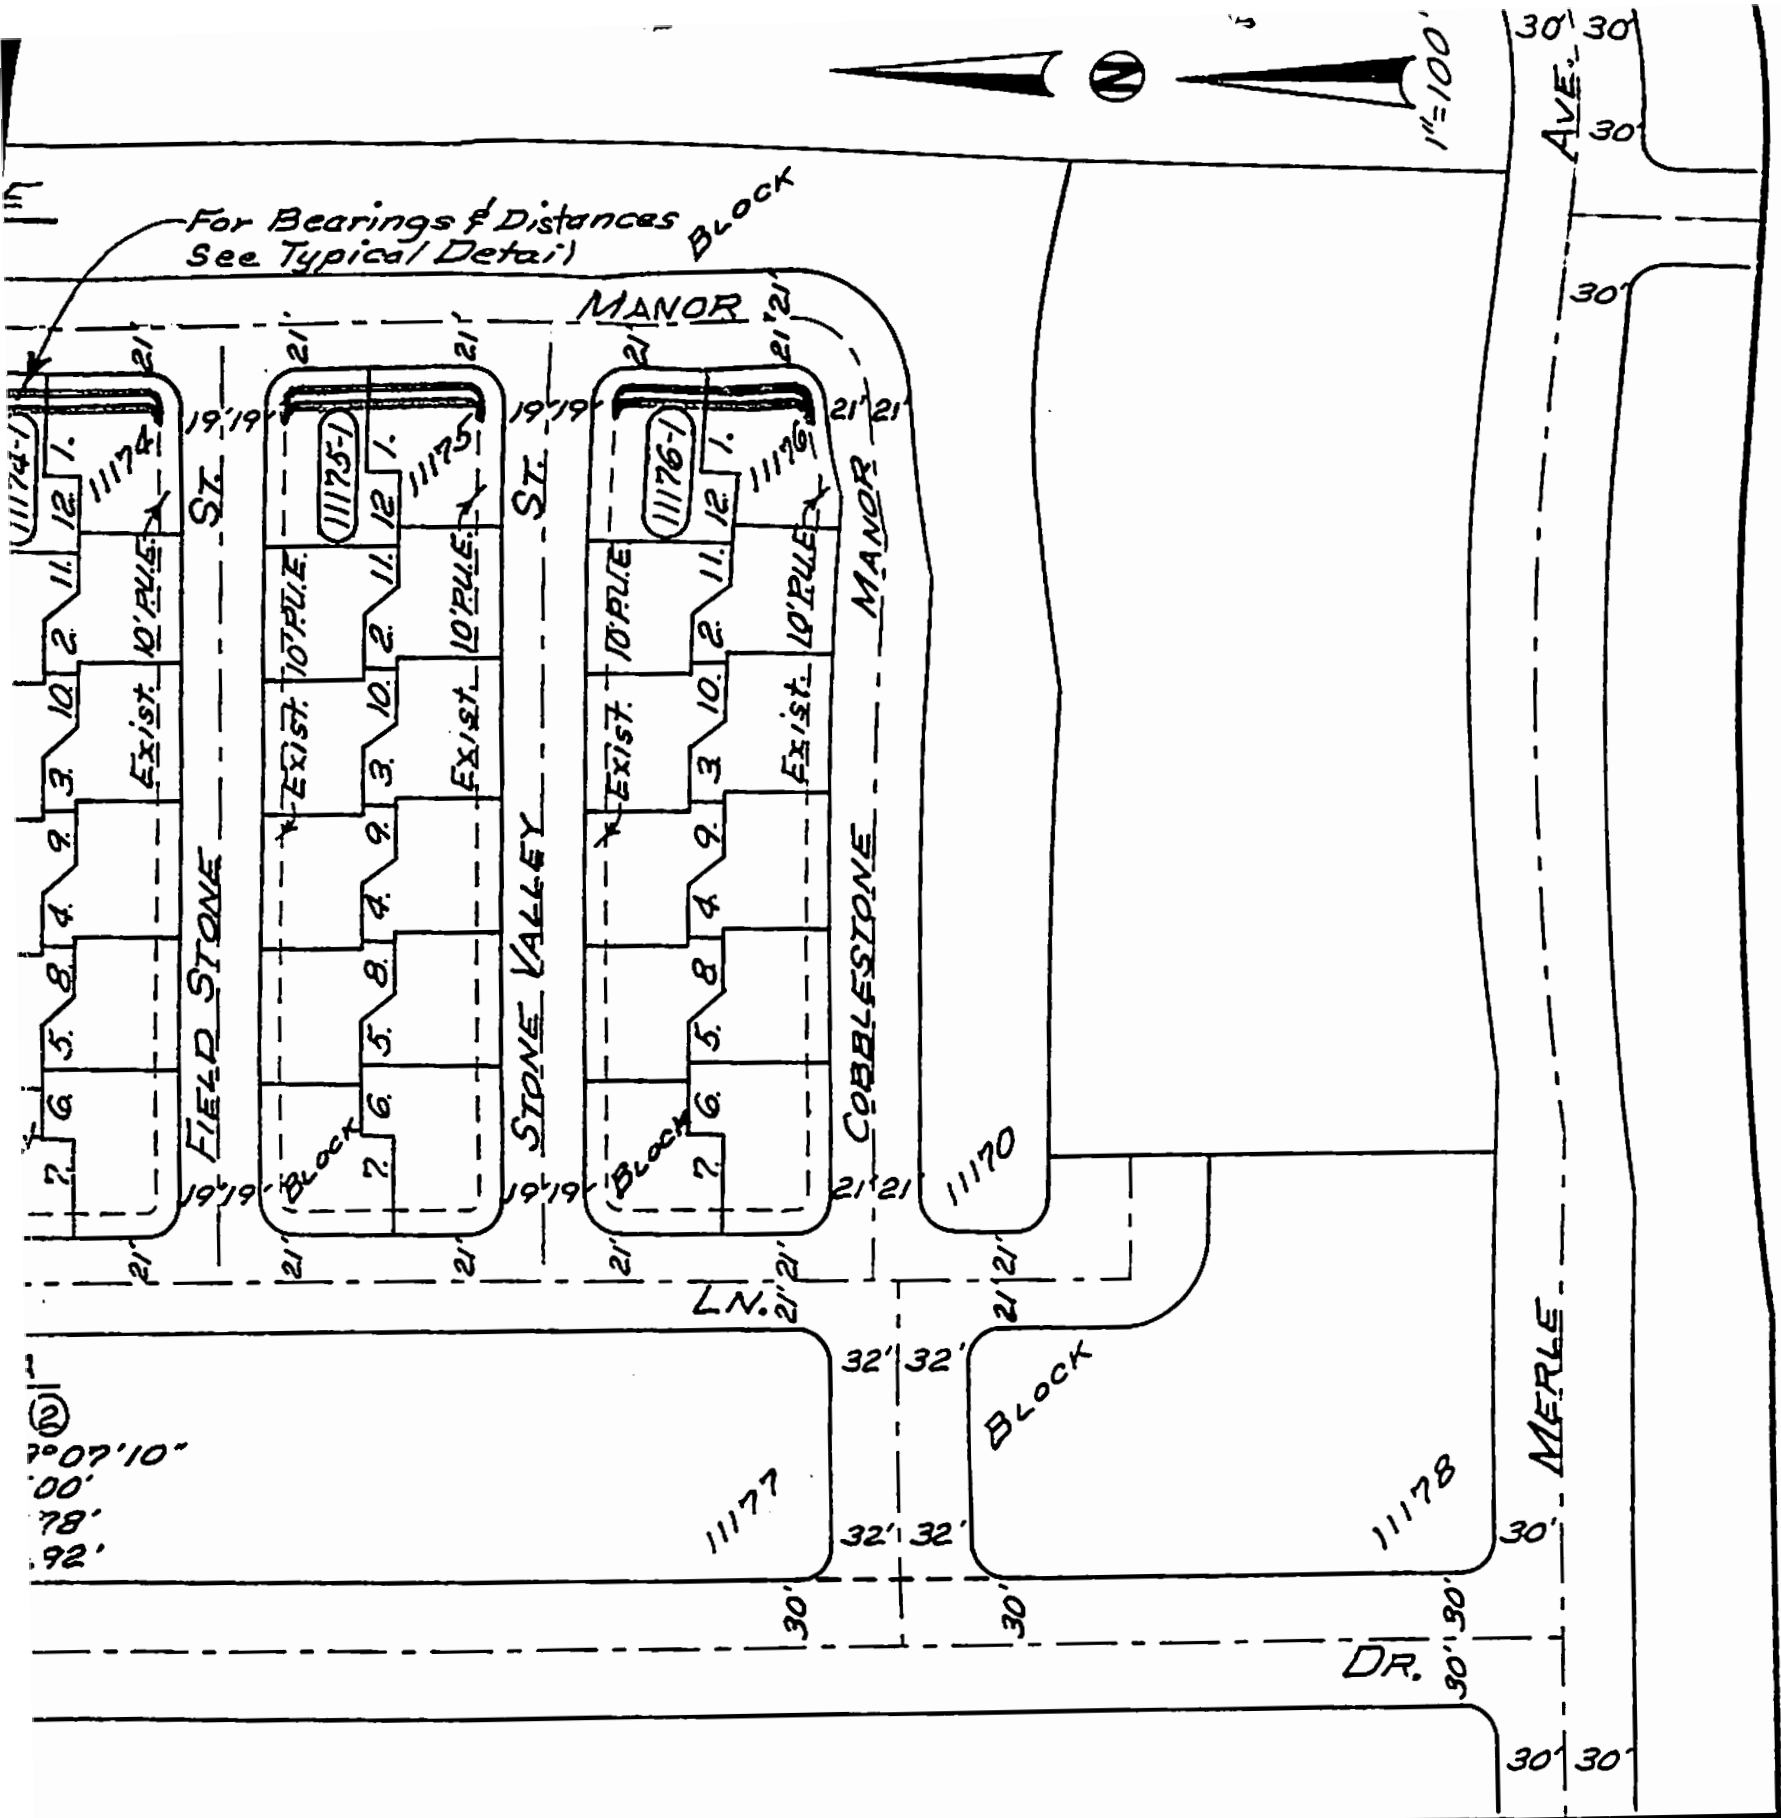 30' 30'
N
1"=100'
AVE.
30'
For Bearings & Distances
See Typical Detail
BLOCK
30'
MANOR
21'
21'
21' 21' 21' 21' 21'
19' 19' 19' 19' 21' 21'
11174-1
1.
11174
ST.
12.
11175-1
1.
11175
12.
ST.
11176-1
1.
11176
12.
MANOR
11.
2.
10.
3.
9.
4.
8.
5.
6.
7.
Exist. 10' P.U.E.
FIELD STONE
Exist. 10' P.U.E.
11.
2.
10.
3.
9.
4.
8.
5.
6.
7.
Exist. 10' P.U.E.
BLOCK
STONE VALLEY
Exist. 10' P.U.E.
11.
2.
10.
3.
9.
4.
8
5.
6.
7.
Exist. 10' P.U.E.
BLOCK
COBBLESTONE
11170
19' 19' 19' 19' 21' 21'
21' 21' 21' 21' 21' 21' 21'
LN. 21' 21'
32' 32'
BLOCK
MERLE
2
07'10"
00'
78'
92'
11177
11178
32' 32' 30'
30' 30' 30'
DR. 30'
30' 30'